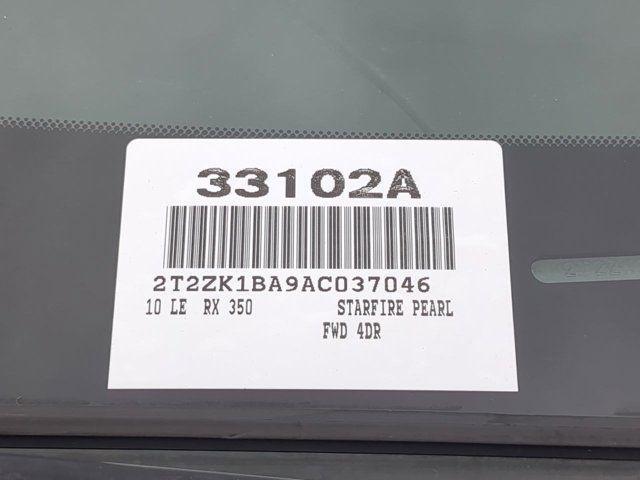 33102A
2T2ZK1BA9AC037046
10 LE RX 350 STARFIRE PEARL
FWD 4DR